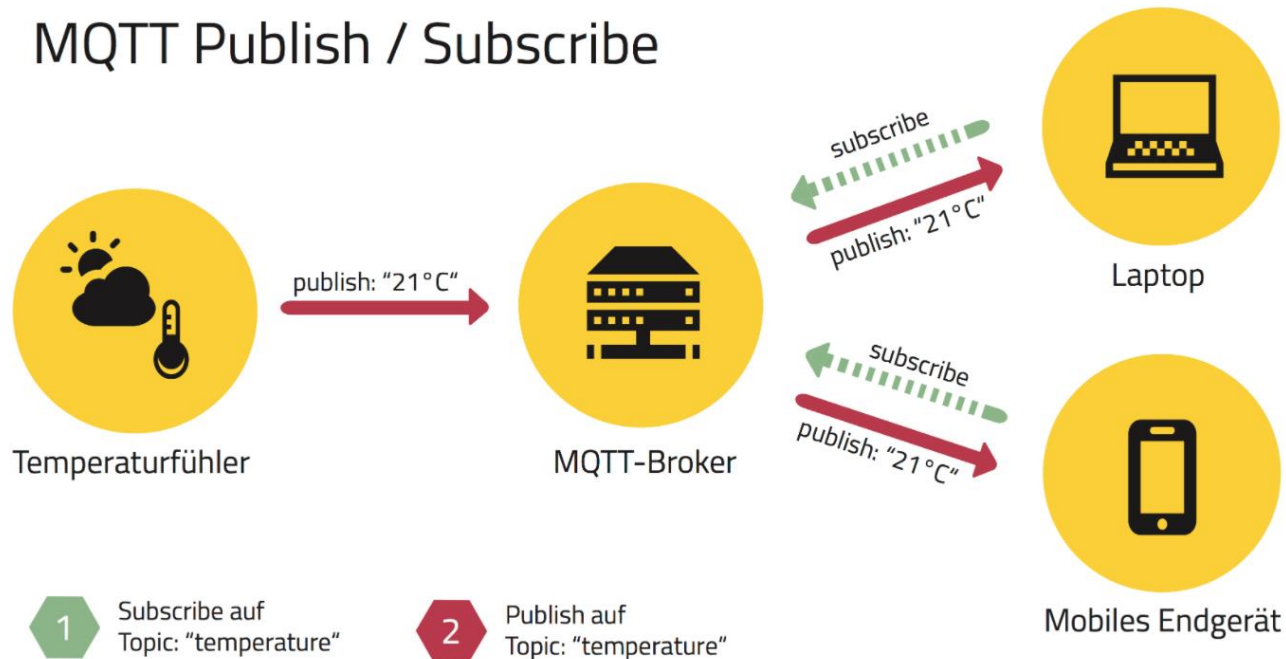 MQTT Publish / Subscribe
subscribe
publish: “21°C“
Laptop
publish: “21°C“
subscribe
publish: “21°C“
Temperaturfühler
MQTT-Broker
Mobiles Endgerät
1
Subscribe auf
Topic: “temperature“
2
Publish auf
Topic: “temperature“